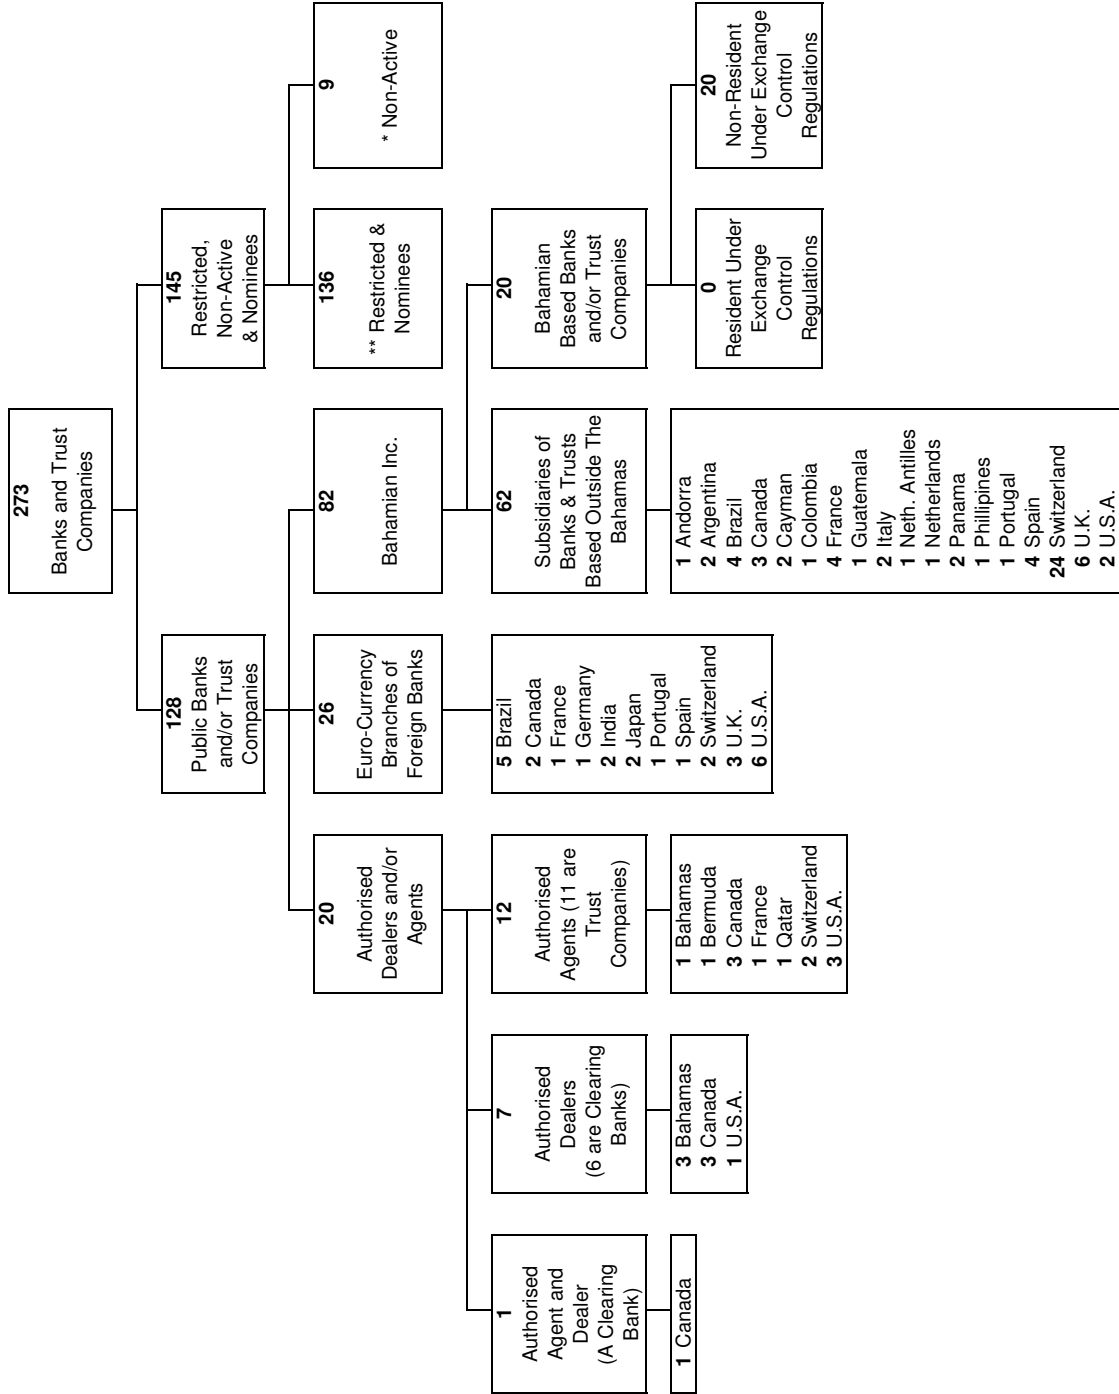 273
Banks and Trust
Companies
128
Public Banks
and/or Trust
Companies
145
Restricted,
Non-Active
& Nominees
20
Authorised
Dealers and/or
Agents
26
Euro-Currency
Branches of
Foreign Banks
82
Bahamian Inc.
136
** Restricted &
Nominees
9
* Non-Active
1
Authorised
Agent and
Dealer
(A Clearing
Bank)
7
Authorised
Dealers
(6 are Clearing
Banks)
12
Authorised
Agents (11 are
Trust
Companies)
5 Brazil
2 Canada
1 France
1 Germany
2 India
2 Japan
1 Portugal
1 Spain
2 Switzerland
3 U.K.
6 U.S.A.
62
Subsidiaries of
Banks & Trusts
Based Outside The
Bahamas
20
Bahamian
Based Banks
and/or Trust
Companies
1 Canada
3 Bahamas
3 Canada
1 U.S.A.
1 Bahamas
1 Bermuda
3 Canada
1 France
1 Qatar
2 Switzerland
3 U.S.A.
1 Andorra
2 Argentina
4 Brazil
3 Canada
2 Cayman
1 Colombia
4 France
1 Guatemala
2 Italy
1 Neth. Antilles
1 Netherlands
2 Panama
1 Phillipines
1 Portugal
4 Spain
24 Switzerland
6 U.K.
2 U.S.A.
0
Resident Under
Exchange
Control
Regulations
20
Non-Resident
Under Exchange
Control
Regulations